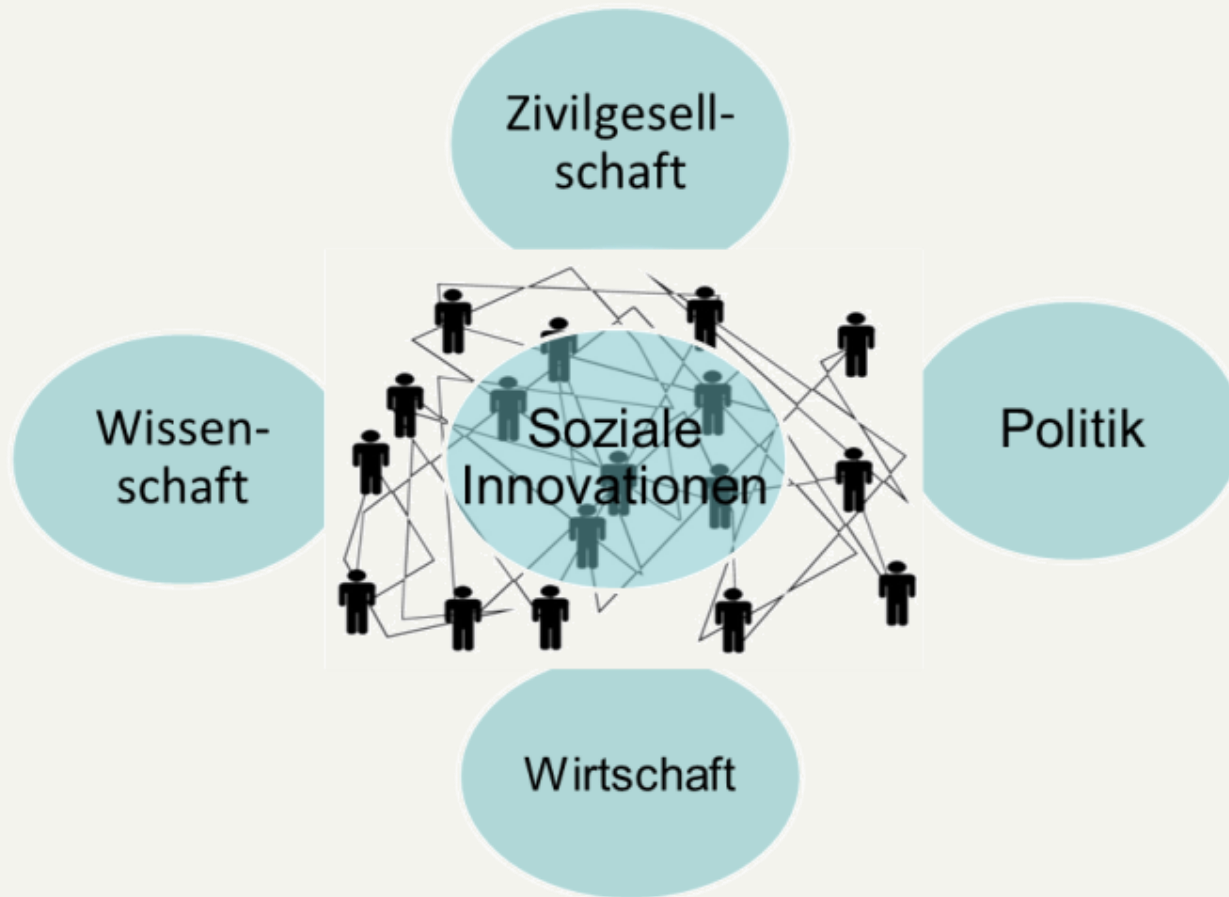 Zivilgesell-
schaft
Wissen-
schaft
Soziale
Innovationen
Politik
Wirtschaft